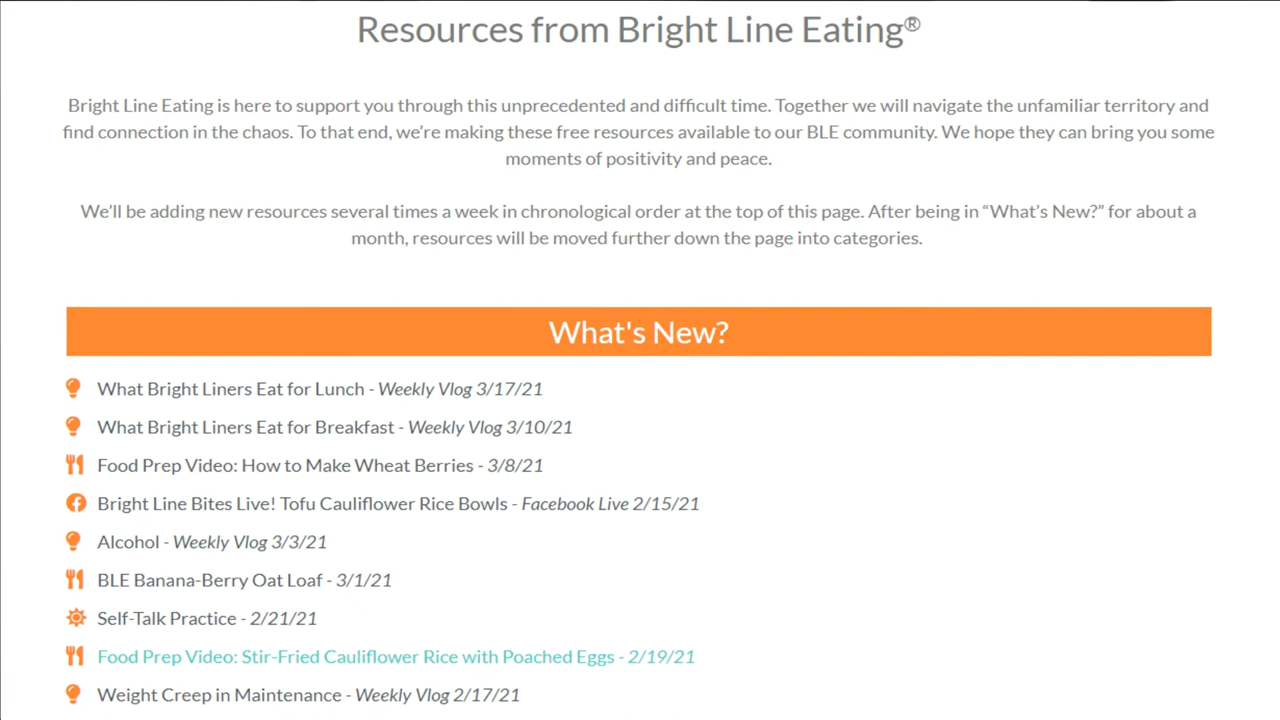 Resources from Bright Line Eating®
Bright Line Eating is here to support you through this unprecedented and difficult time. Together we will navigate the unfamiliar territory and
find connection in the chaos. To that end, we’re making these free resources available to our BLE community. We hope they can bring you some
moments of positivity and peace.
We’ll be adding new resources several times a week in chronological order at the top of this page. After being in “What’s New?” for about a
month, resources will be moved further down the page into categories.
What's New?
What Bright Liners Eat for Lunch - Weekly Vlog 3/17/21
What Bright Liners Eat for Breakfast - Weekly Vlog 3/10/21
Food Prep Video: How to Make Wheat Berries - 3/8/21
Bright Line Bites Live! Tofu Cauliflower Rice Bowls - Facebook Live 2/15/21
Alcohol - Weekly Vlog 3/3/21
BLE Banana-Berry Oat Loaf - 3/1/21
Self-Talk Practice - 2/21/21
Food Prep Video: Stir-Fried Cauliflower Rice with Poached Eggs - 2/19/21
Weight Creep in Maintenance - Weekly Vlog 2/17/21